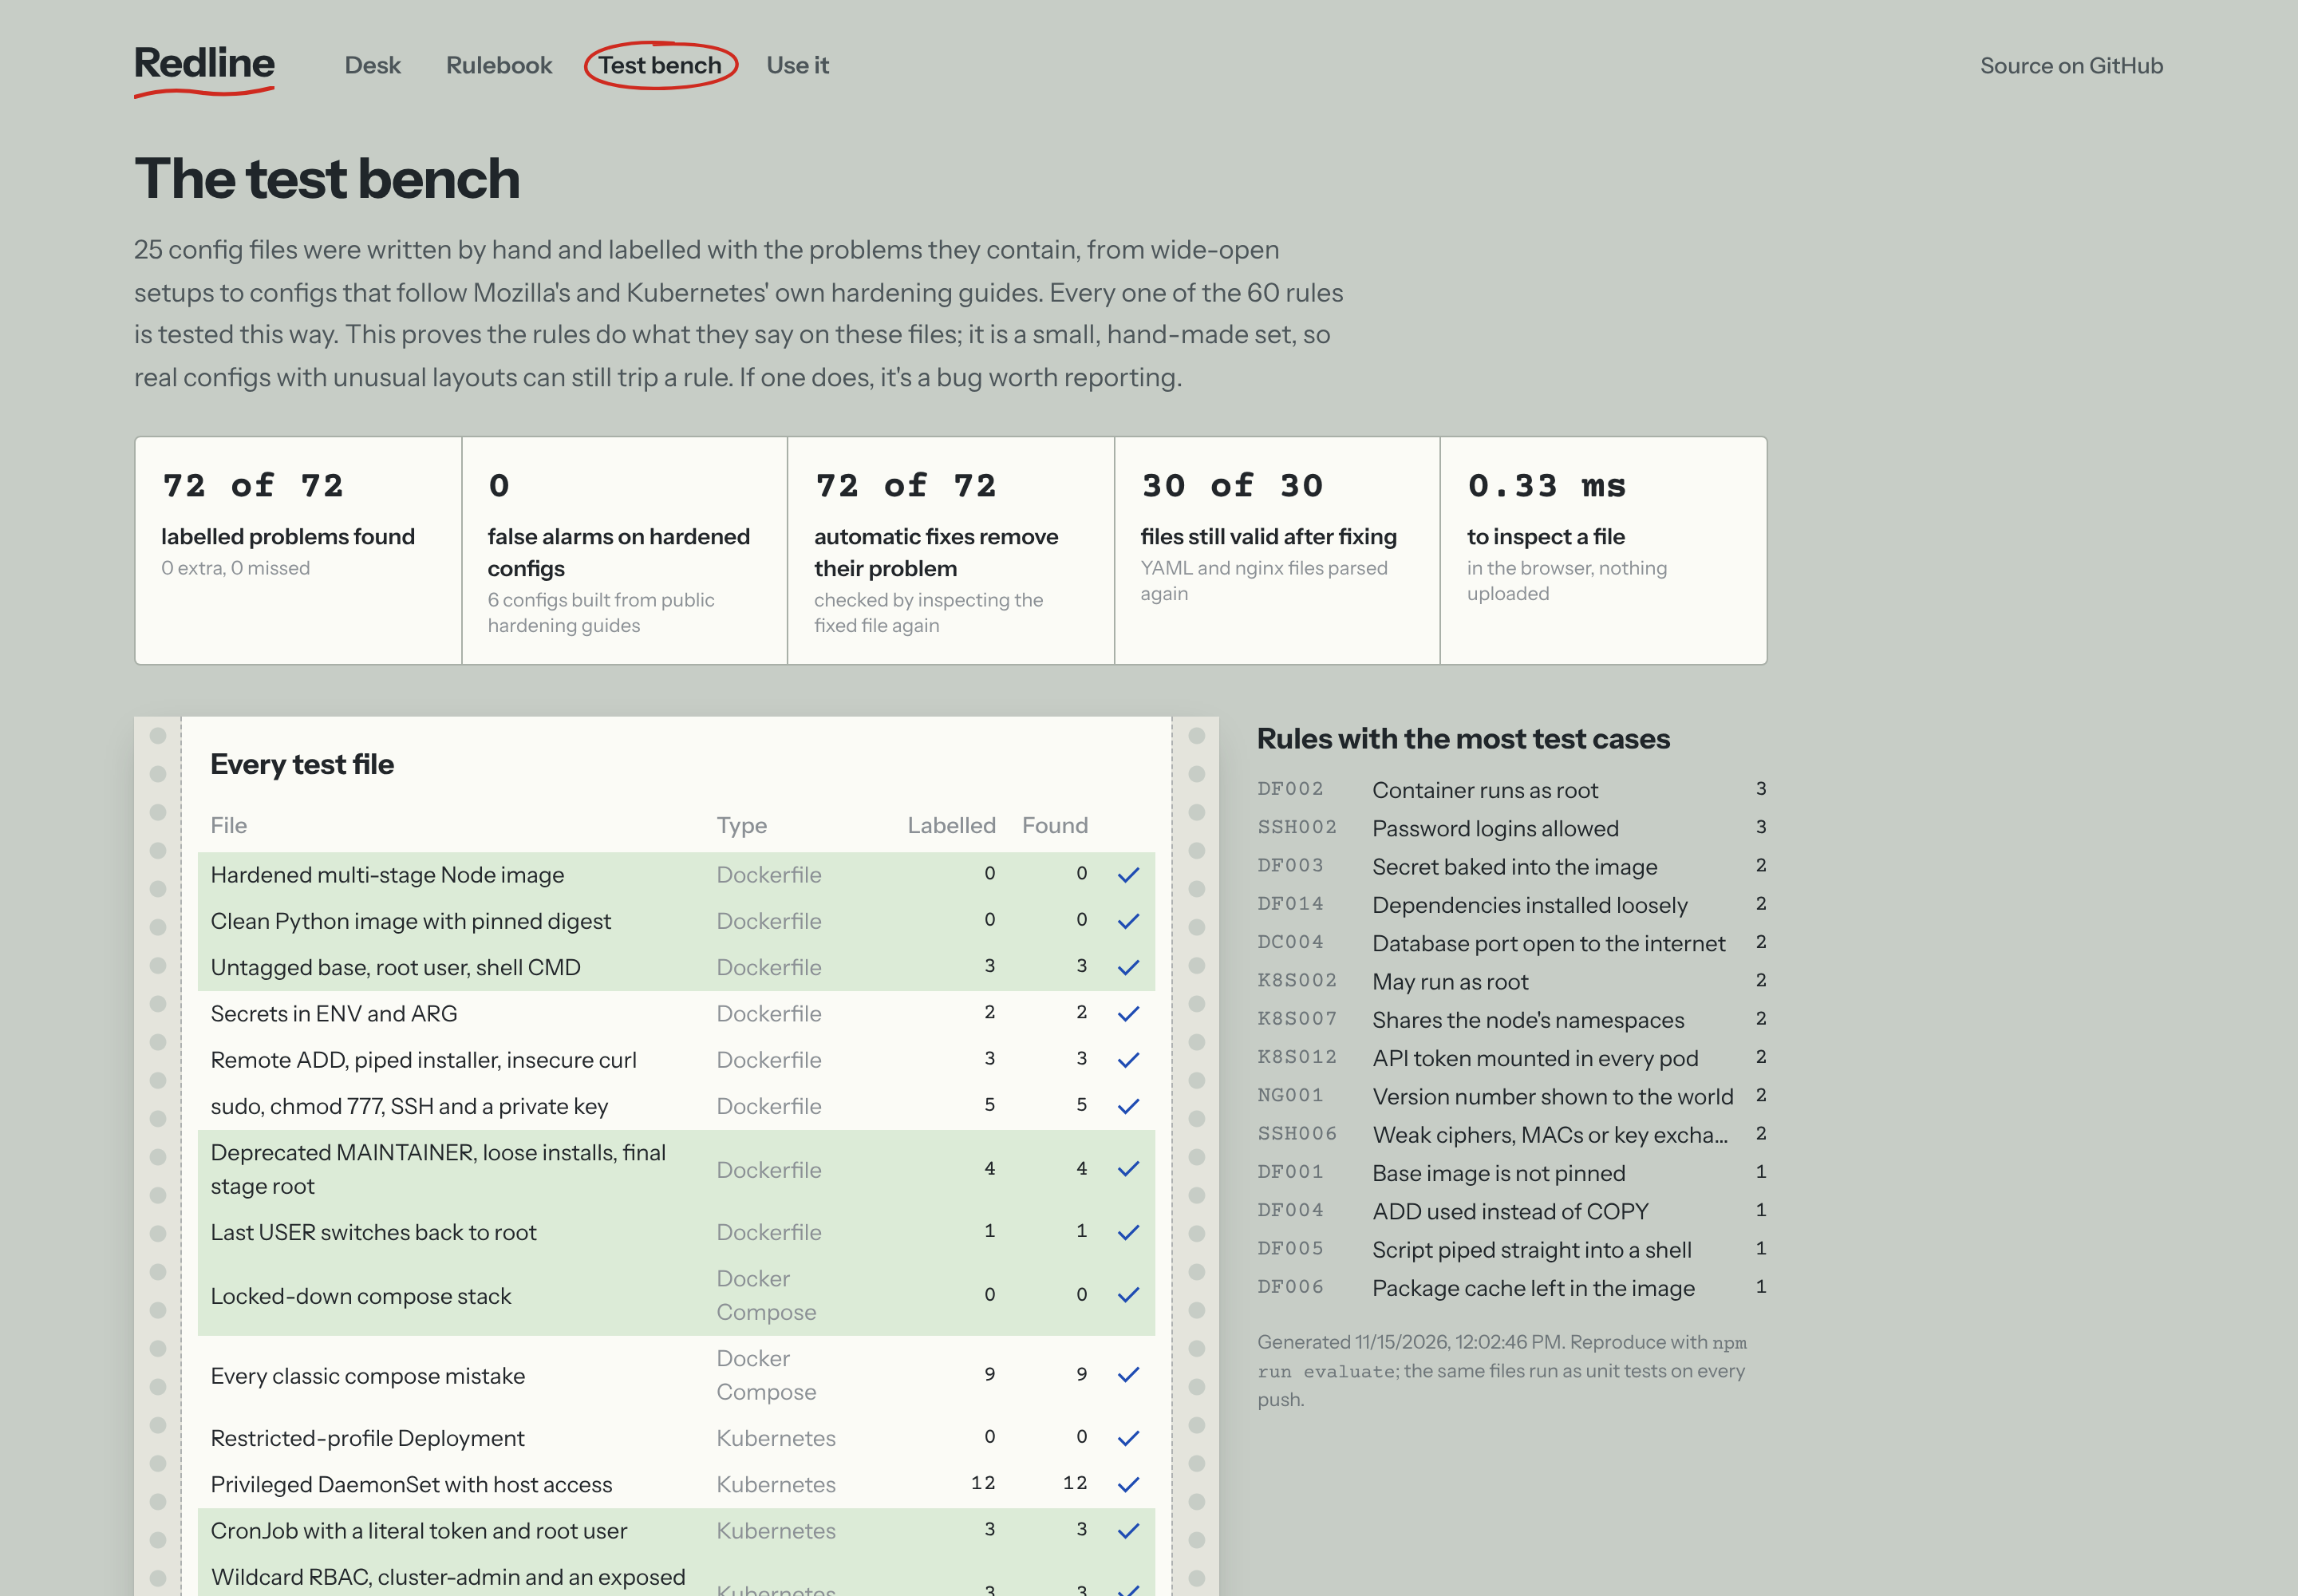 Redline
Desk
Rulebook
Test bench
Use it
Source on GitHub
The test bench
25 config files were written by hand and labelled with the problems they contain, from wide-open
setups to configs that follow Mozilla's and Kubernetes' own hardening guides. Every one of the 60 rules
is tested this way. This proves the rules do what they say on these files; it is a small, hand-made set, so
real configs with unusual layouts can still trip a rule. If one does, it's a bug worth reporting.
72 of 72
labelled problems found
0 extra, 0 missed
0
false alarms on hardened
configs
6 configs built from public
hardening guides
72 of 72
automatic fixes remove
their problem
checked by inspecting the
fixed file again
30 of 30
files still valid after fixing
YAML and nginx files parsed
again
0.33 ms
to inspect a file
in the browser, nothing
uploaded
Every test file
File Type Labelled Found
Hardened multi-stage Node image Dockerfile 0 0
Clean Python image with pinned digest Dockerfile 0 0
Untagged base, root user, shell CMD Dockerfile 3 3
Secrets in ENV and ARG Dockerfile 2 2
Remote ADD, piped installer, insecure curl Dockerfile 3 3
sudo, chmod 777, SSH and a private key Dockerfile 5 5
Deprecated MAINTAINER, loose installs, final
stage root Dockerfile 4 4
Last USER switches back to root Dockerfile 1 1
Locked-down compose stack Docker
Compose 0 0
Every classic compose mistake Docker
Compose 9 9
Restricted-profile Deployment Kubernetes 0 0
Privileged DaemonSet with host access Kubernetes 12 12
CronJob with a literal token and root user Kubernetes 3 3
Wildcard RBAC, cluster-admin and an exposed
Kubernetes 3 3
Rules with the most test cases
DF002 Container runs as root 3
SSH002 Password logins allowed 3
DF003 Secret baked into the image 2
DF014 Dependencies installed loosely 2
DC004 Database port open to the internet 2
K8S002 May run as root 2
K8S007 Shares the node's namespaces 2
K8S012 API token mounted in every pod 2
NG001 Version number shown to the world 2
SSH006 Weak ciphers, MACs or key excha... 2
DF001 Base image is not pinned 1
DF004 ADD used instead of COPY 1
DF005 Script piped straight into a shell 1
DF006 Package cache left in the image 1
Generated 11/15/2026, 12:02:46 PM. Reproduce with npm
run evaluate; the same files run as unit tests on every
push.